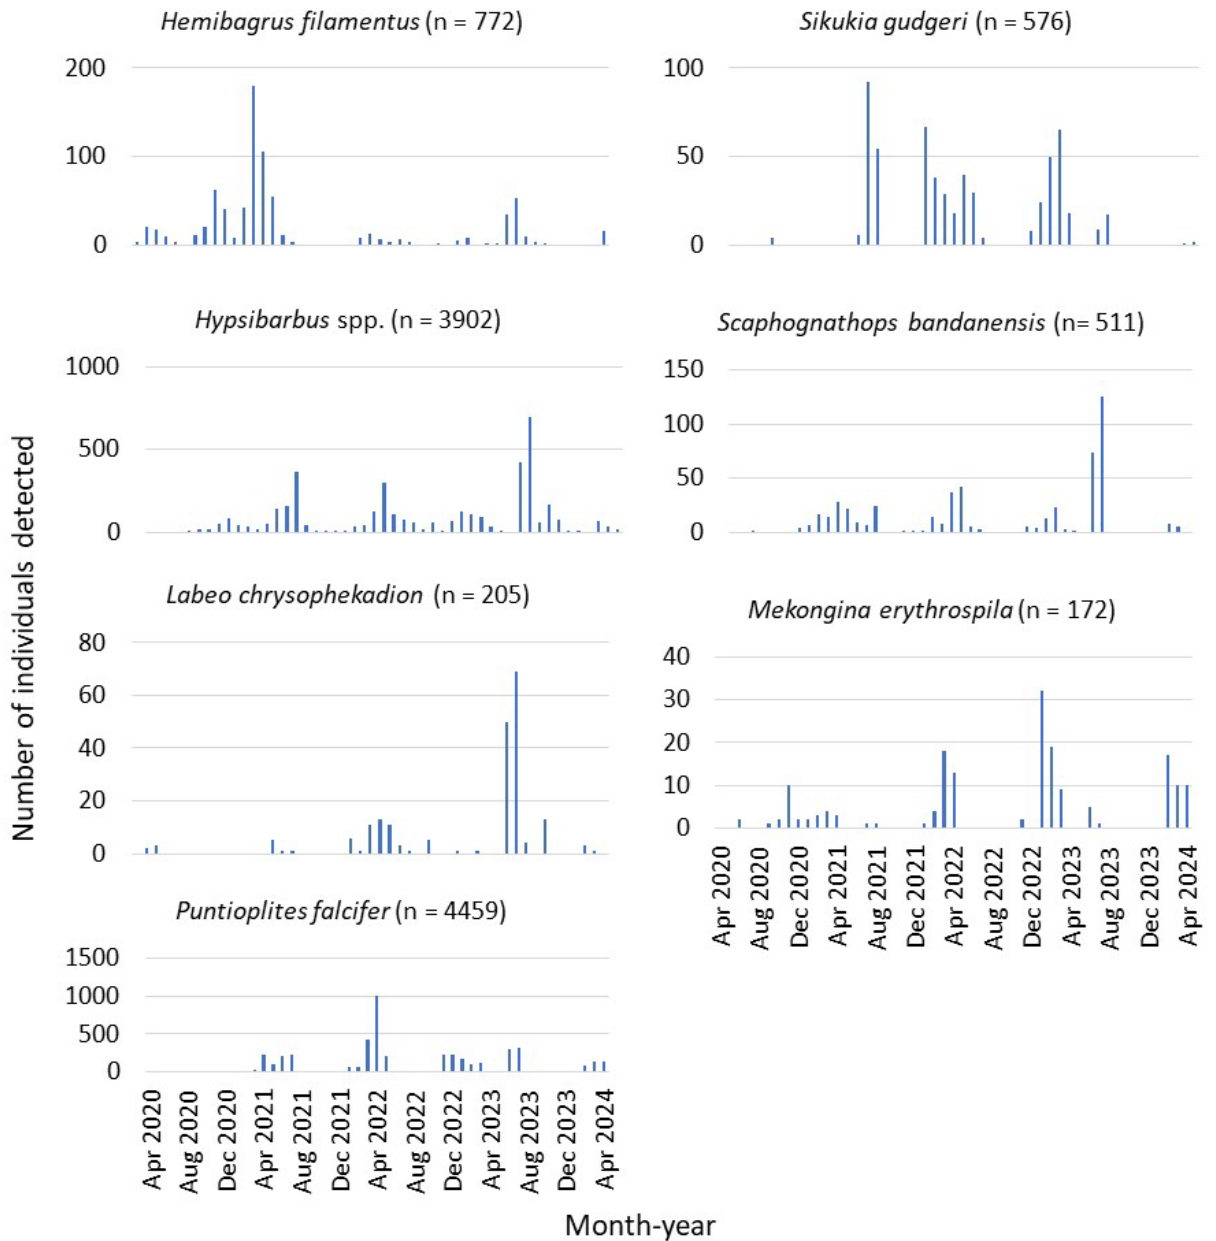 Hemibagrus filamentus (n = 772)
200
100
0
Sikukia gudgeri (n = 576)
100
50
0
Hypsibarbus spp. (n = 3902)
1000
500
0
Scaphognathops bandanensis (n= 511)
150
100
50
0
Labeo chrysophekadion (n = 205)
80
60
40
20
0
Mekongina erythrospila (n = 172)
40
30
20
10
0
Apr 2020
Aug 2020
Dec 2020
Apr 2021
Aug 2021
Dec 2021
Apr 2022
Aug 2022
Dec 2022
Apr 2023
Aug 2023
Dec 2023
Apr 2024
Puntioplites falcifer (n = 4459)
1500
1000
500
0
Apr 2020
Aug 2020
Dec 2020
Apr 2021
Aug 2021
Dec 2021
Apr 2022
Aug 2022
Dec 2022
Apr 2023
Aug 2023
Dec 2023
Apr 2024
Number of individuals detected
Month-year